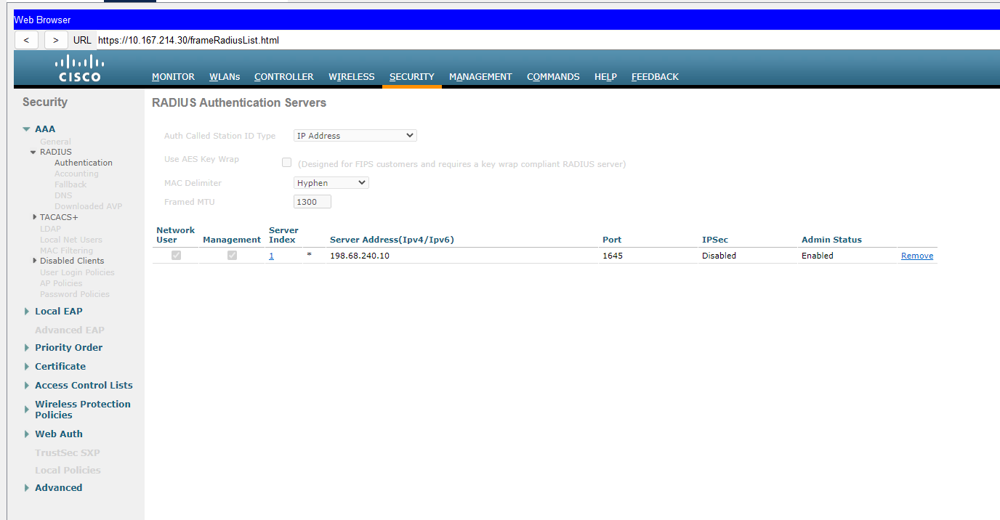 Web Browser
< > URL https://10.167.214.30/frameRadiusList.html
CISCO
MONITOR WLANs CONTROLLER WIRELESS SECURITY MANAGEMENT COMMANDS HELP FEEDBACK
Security
AAA
General
RADIUS
Authentication
Accounting
Fallback
DNS
Downloaded AVP
TACACS+
LDAP
Local Net Users
MAC Filtering
Disabled Clients
User Login Policies
AP Policies
Password Policies
Local EAP
Advanced EAP
Priority Order
Certificate
Access Control Lists
Wireless Protection
Policies
Web Auth
TrustSec SXP
Local Policies
Advanced
RADIUS Authentication Servers
Auth Called Station ID Type IP Address
Use AES Key Wrap (Designed for FIPS customers and requires a key wrap compliant RADIUS server)
MAC Delimiter Hyphen
Framed MTU 1300
Network Server
User Management Index Server Address(Ipv4/Ipv6) Port IPSec Admin Status
1 * 198.68.240.10 1645 Disabled Enabled Remove